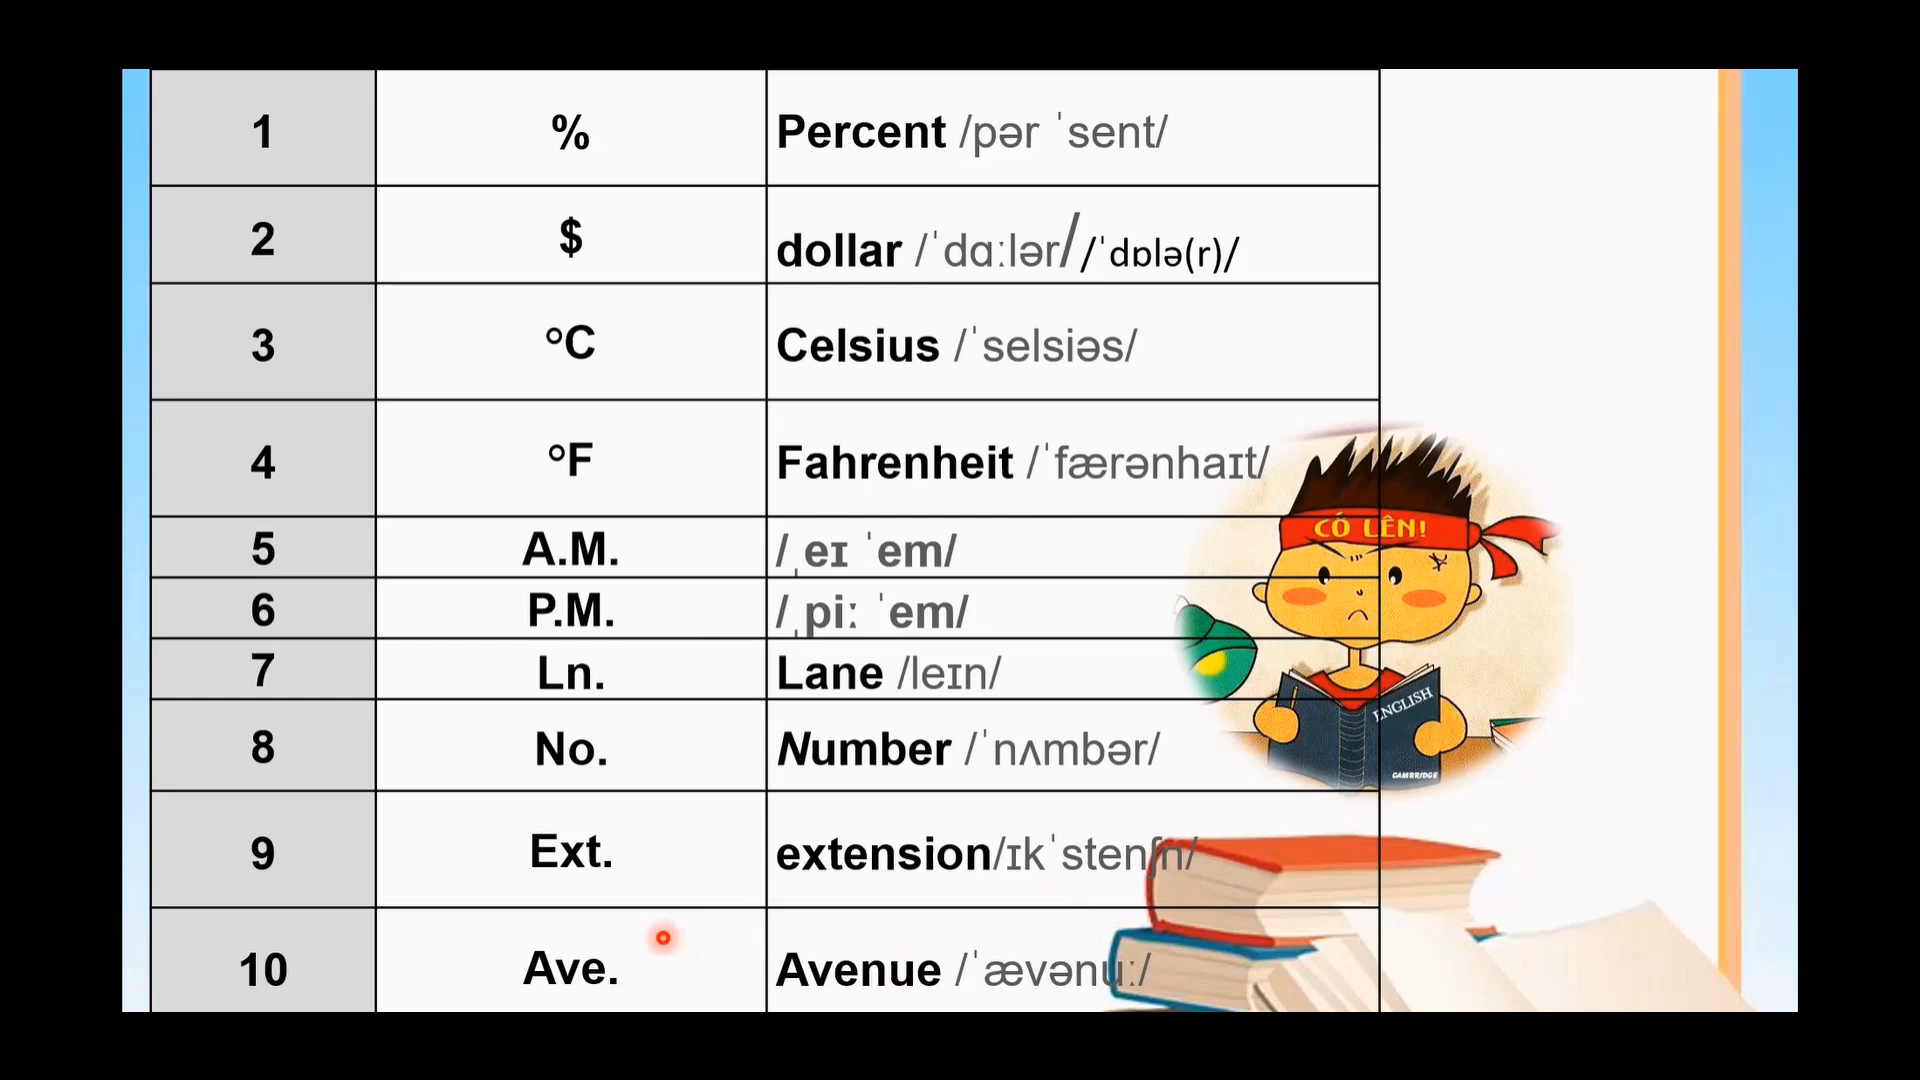 1 % Percent /pər ˈsent/
2 $ dollar /ˈdɑːlər/ /ˈdɒlə(r)/
3 °C Celsius /ˈselsiəs/
4 °F Fahrenheit /ˈfærənhaɪt/
CỐ LÊN!
5 A.M. /ˌeɪ ˈem/
6 P.M. /ˌpiː ˈem/
7 Ln. Lane /leɪn/
ENGLISH
8 No. Number /ˈnʌmbər/
CAMBRIDGE
9 Ext. extension/ɪkˈstenʃn/
10 Ave. Avenue /ˈævənuː/